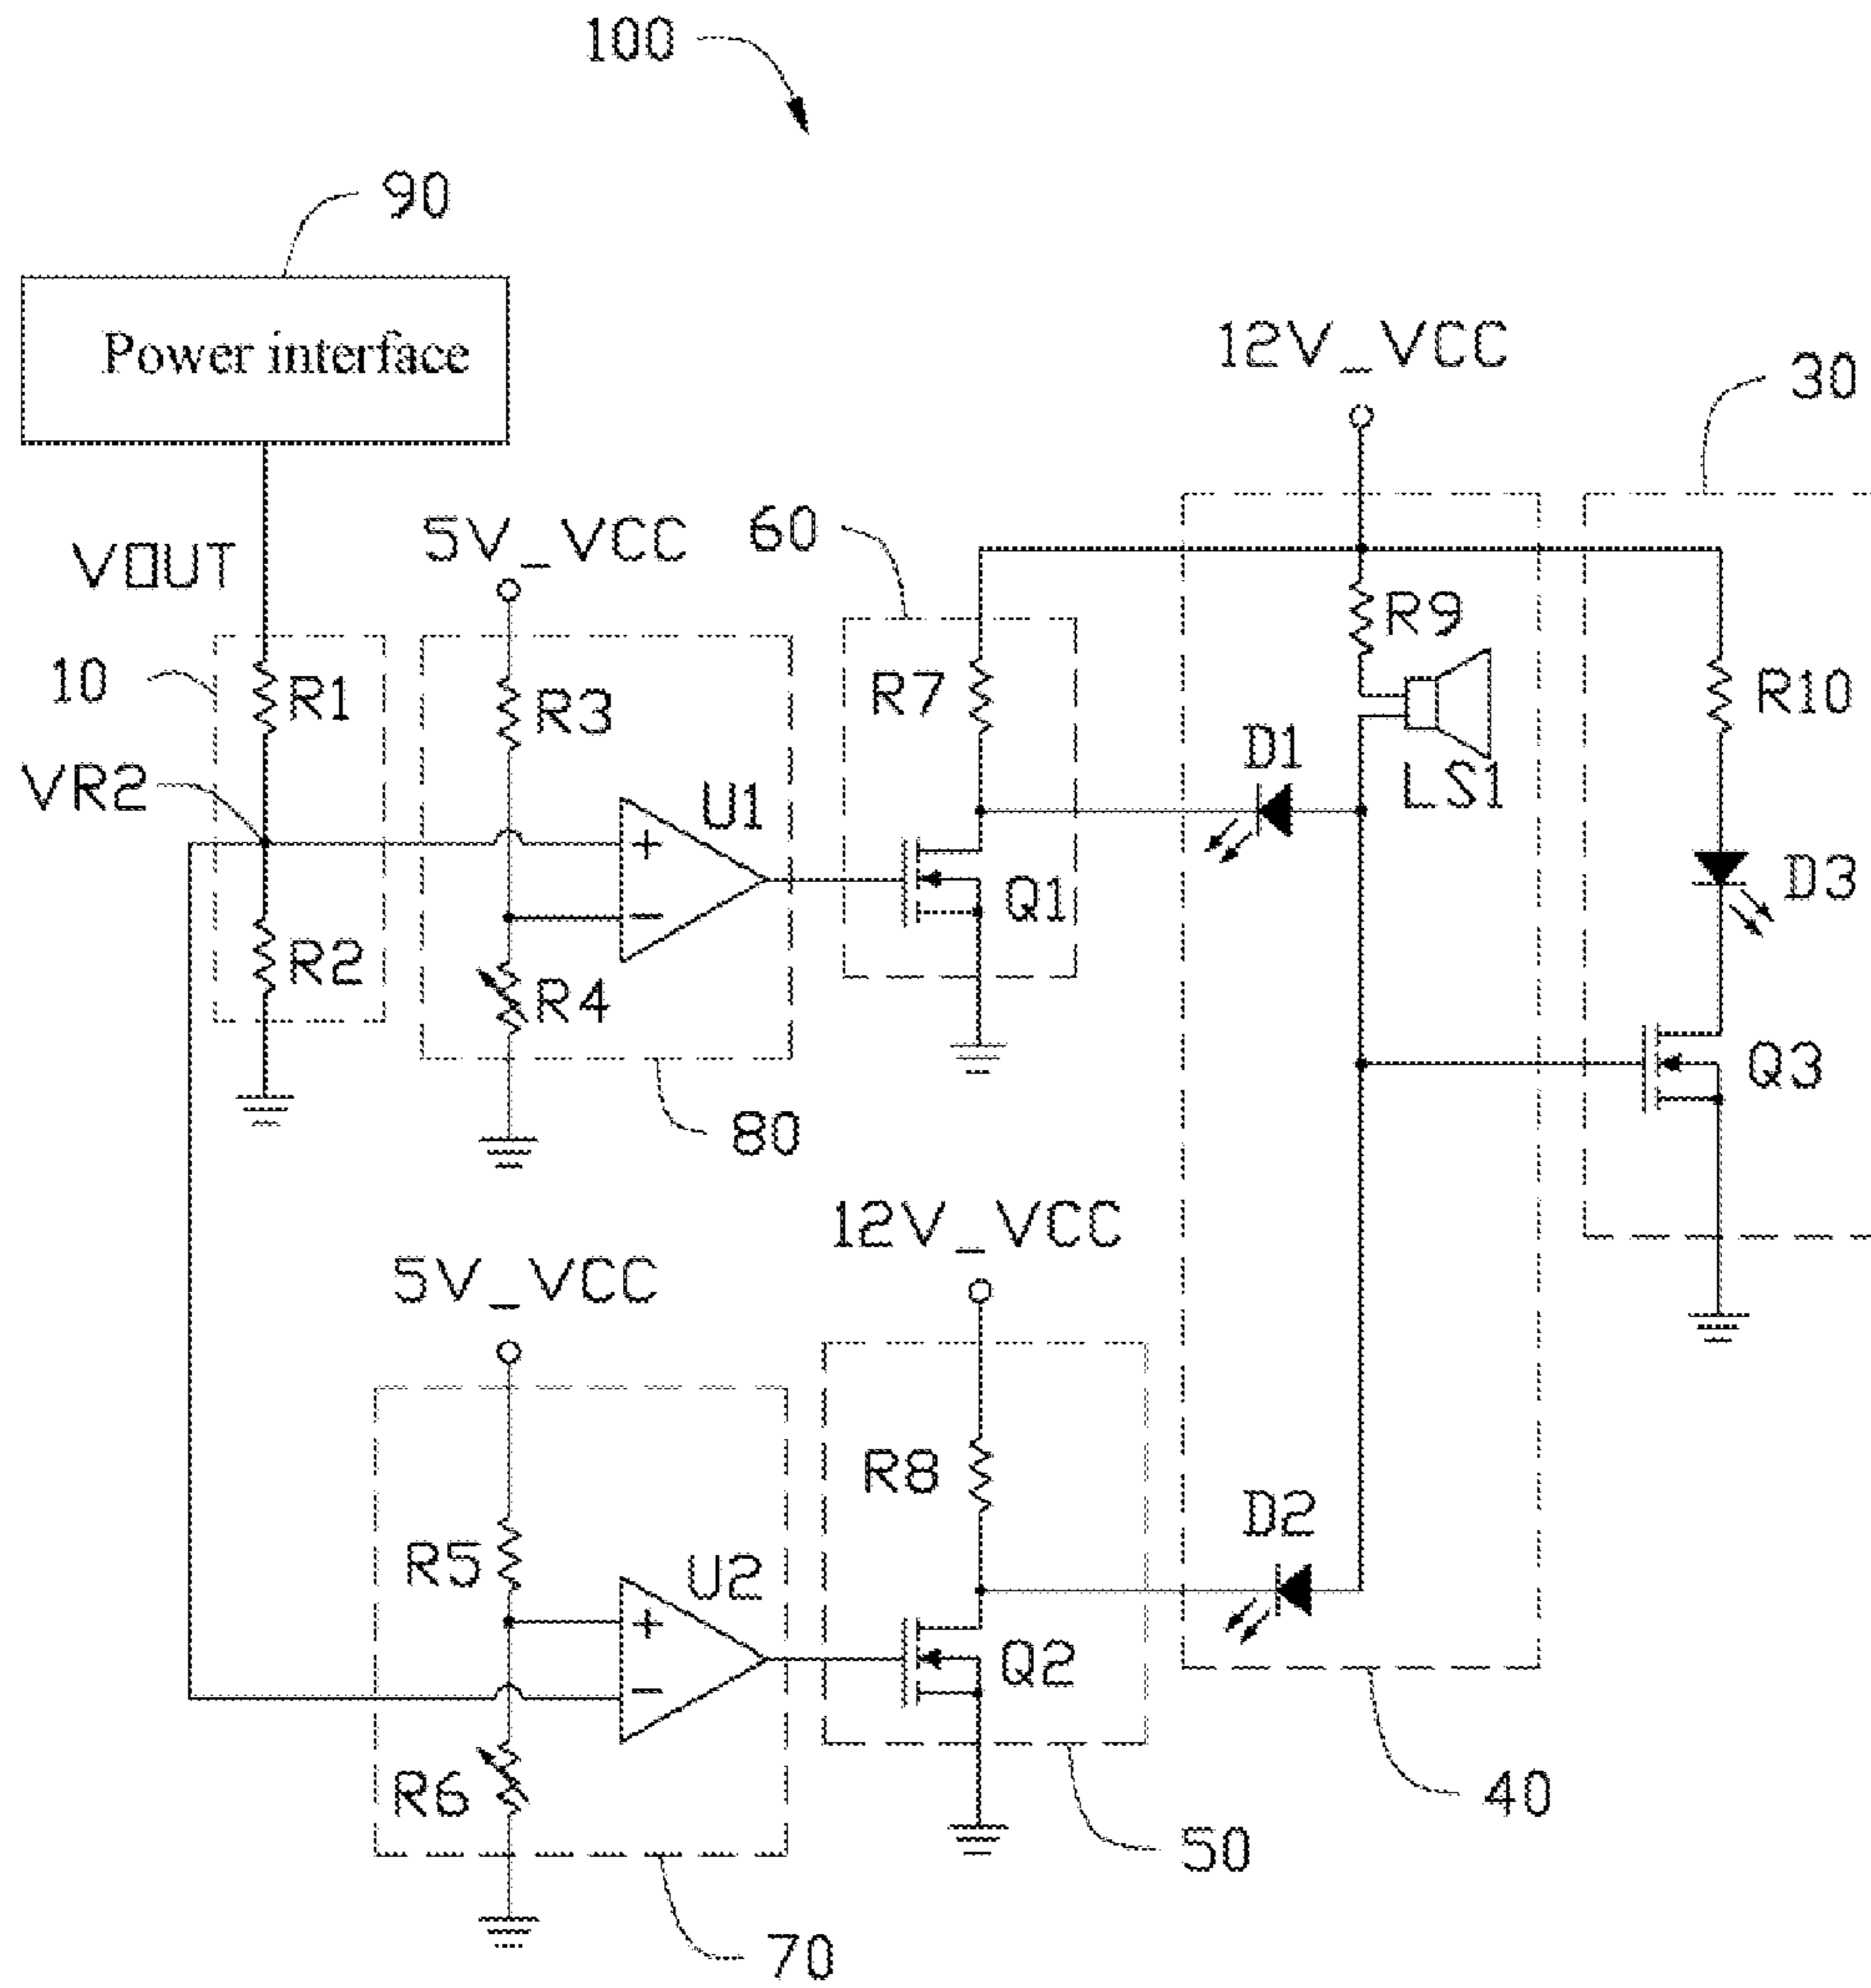 100
90
Power interface
12V_VCC
30
VOUT
5V_VCC
60
R9
10
R1
R3
R7
D1
LS1
R10
VR2
+
U1
Q1
D3
R2
−
R4
Q3
80
12V_VCC
5V_VCC
R8
D2
R5
U2
+
Q2
−
R6
40
50
70